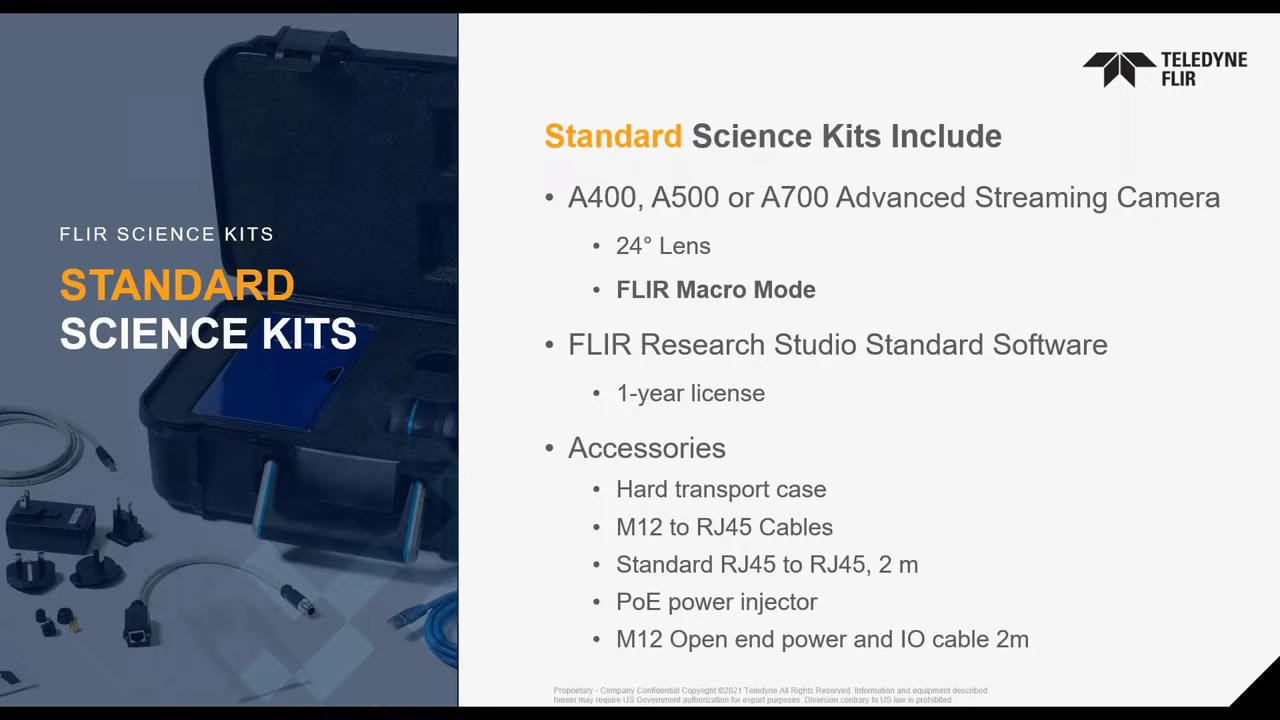 TELEDYNE
FLIR
FLIR SCIENCE KITS
STANDARD
SCIENCE KITS
Standard Science Kits Include
• A400, A500 or A700 Advanced Streaming Camera
• 24° Lens
• FLIR Macro Mode
• FLIR Research Studio Standard Software
• 1-year license
• Accessories
• Hard transport case
• M12 to RJ45 Cables
• Standard RJ45 to RJ45, 2 m
• PoE power injector
• M12 Open end power and IO cable 2m
Proprietary - Company Confidential Copyright ©2021 Teledyne All Rights Reserved. Information and equipment described
herein may require US Government authorization for export purposes. Diversion contrary to US law is prohibited